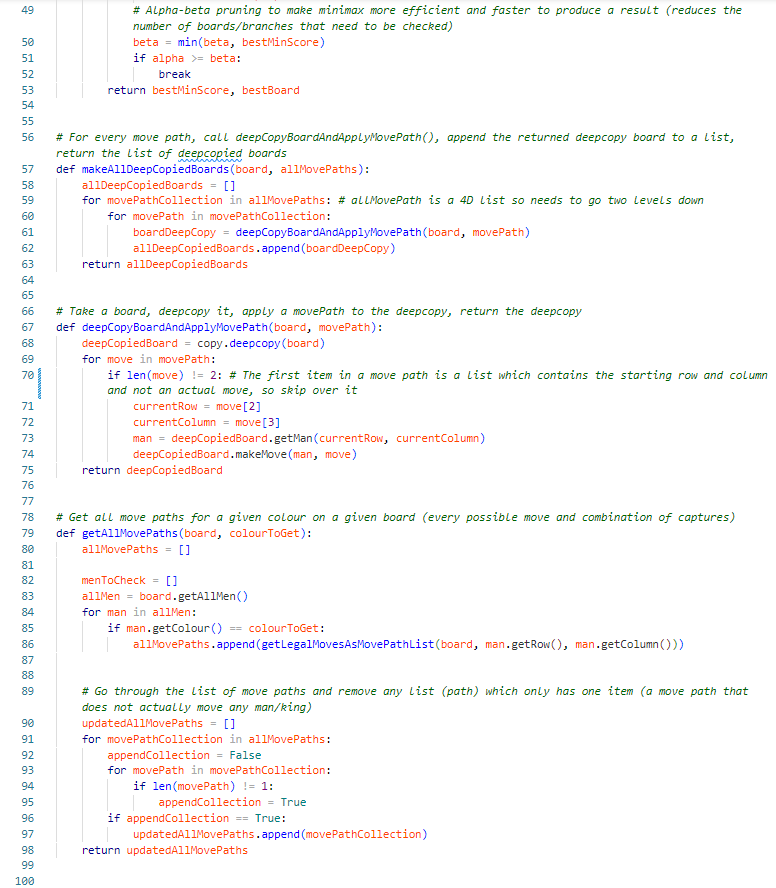 49 # Alpha-beta pruning to make minimax more efficient and faster to produce a result (reduces the
number of boards/branches that need to be checked)
50 beta = min(beta, bestMinScore)
51 if alpha >= beta:
52 break
53 return bestMinScore, bestBoard
54
55
56 # For every move path, call deepCopyBoardAndApplyMovePath(), append the returned deepcopy board to a list,
return the list of deepcopied boards
57 def makeAllDeepCopiedBoards(board, allMovePaths):
58 allDeepCopiedBoards = []
59 for movePathCollection in allMovePaths: # allMovePath is a 4D list so needs to go two levels down
60 for movePath in movePathCollection:
61 boardDeepCopy = deepCopyBoardAndApplyMovePath(board, movePath)
62 allDeepCopiedBoards.append(boardDeepCopy)
63 return allDeepCopiedBoards
64
65
66 # Take a board, deepcopy it, apply a movePath to the deepcopy, return the deepcopy
67 def deepCopyBoardAndApplyMovePath(board, movePath):
68 deepCopiedBoard = copy.deepcopy(board)
69 for move in movePath:
70 if len(move) != 2: # The first item in a move path is a list which contains the starting row and column
and not an actual move, so skip over it
71 currentRow = move[2]
72 currentColumn = move[3]
73 man = deepCopiedBoard.getMan(currentRow, currentColumn)
74 deepCopiedBoard.makeMove(man, move)
75 return deepCopiedBoard
76
77
78 # Get all move paths for a given colour on a given board (every possible move and combination of captures)
79 def getAllMovePaths(board, colourToGet):
80 allMovePaths = []
81
82 menToCheck = []
83 allMen = board.getAllMen()
84 for man in allMen:
85 if man.getColour() == colourToGet:
86 allMovePaths.append(getLegalMovesAsMovePathList(board, man.getRow(), man.getColumn()))
87
88
89 # Go through the list of move paths and remove any list (path) which only has one item (a move path that
does not actually move any man/king)
90 updatedAllMovePaths = []
91 for movePathCollection in allMovePaths:
92 appendCollection = False
93 for movePath in movePathCollection:
94 if len(movePath) != 1:
95 appendCollection = True
96 if appendCollection == True:
97 updatedAllMovePaths.append(movePathCollection)
98 return updatedAllMovePaths
99
100